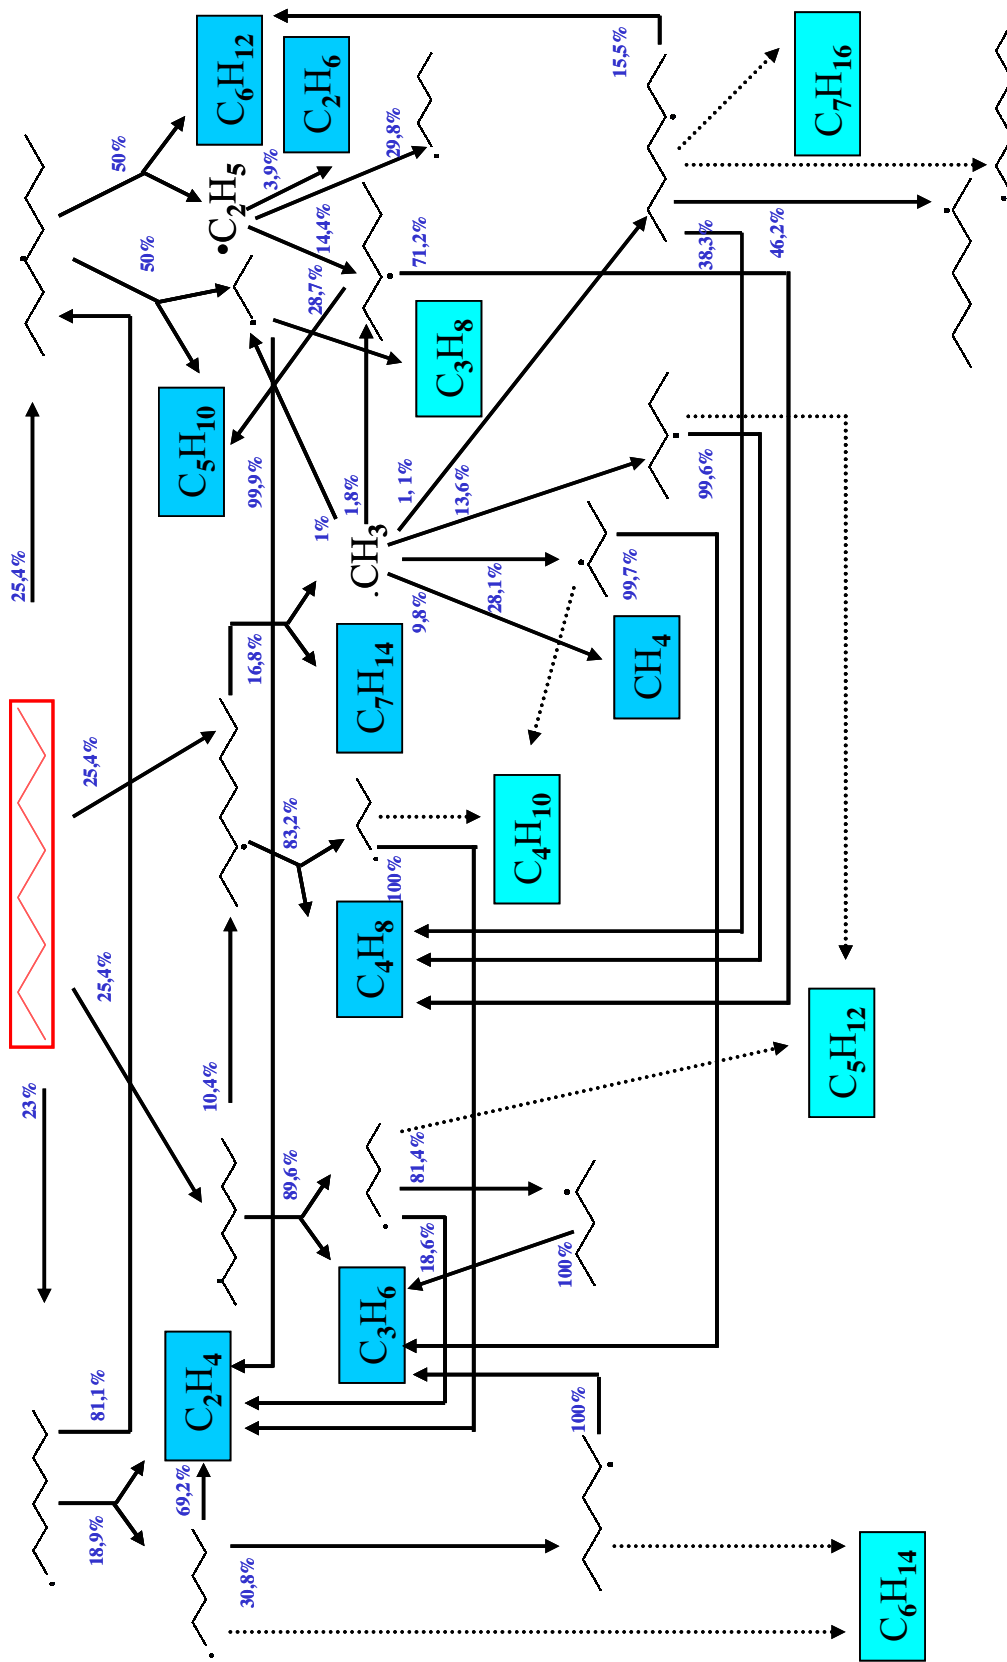 23%
25,4%
25,4%
25,4%
81,1%
18,9%
69,2%
30,8%
C2H4
10,4%
89,6%
16,8%
83,2%
99,9%
50%
50%
C5H10
•C2H5
C6H12
C2H6
3,9%
14,4%
29,8%
28,7%
71,2%
C3H6
18,6%
81,4%
100%
100%
C4H8
100%
C7H14
•CH3
1%
1,8%
1,1%
13,6%
28,1%
9,8%
C3H8
C4H10
CH4
99,7%
99,6%
15,5%
38,3%
46,2%
C6H14
C5H12
C7H16